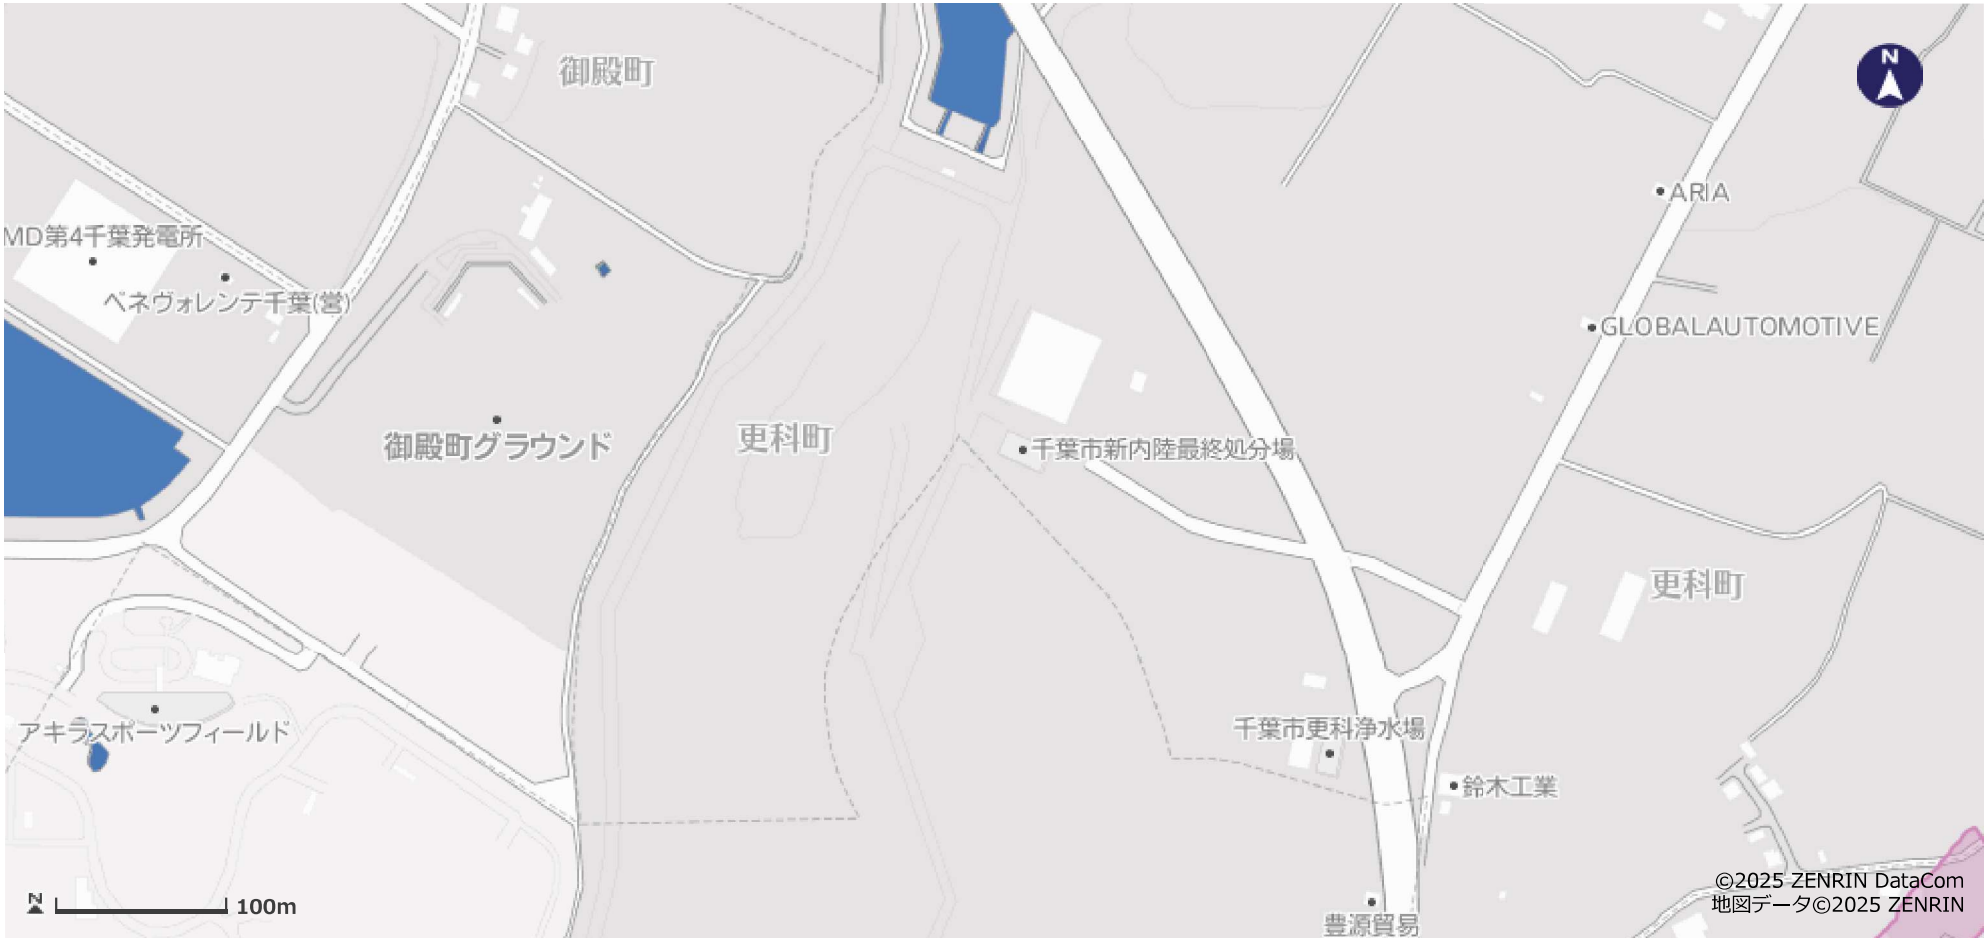 御殿町
N
ARIA
MD第4千葉発電所
ベネヴォレンテ千葉(営)
GLOBALAUTOMOTIVE
御殿町グラウンド
更科町
千葉市新内陸最終処分場
更科町
アキラスポーツフィールド
千葉市更科浄水場
鈴木工業
豊源貿易
N
100m
©2025 ZENRIN DataCom
地図データ©2025 ZENRIN